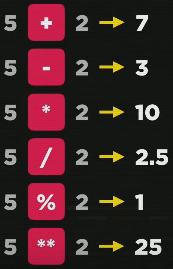 5 + 2 → 7
5 - 2 → 3
5 * 2 → 10
5 / 2 → 2.5
5 % 2 → 1
5 ** 2 → 25